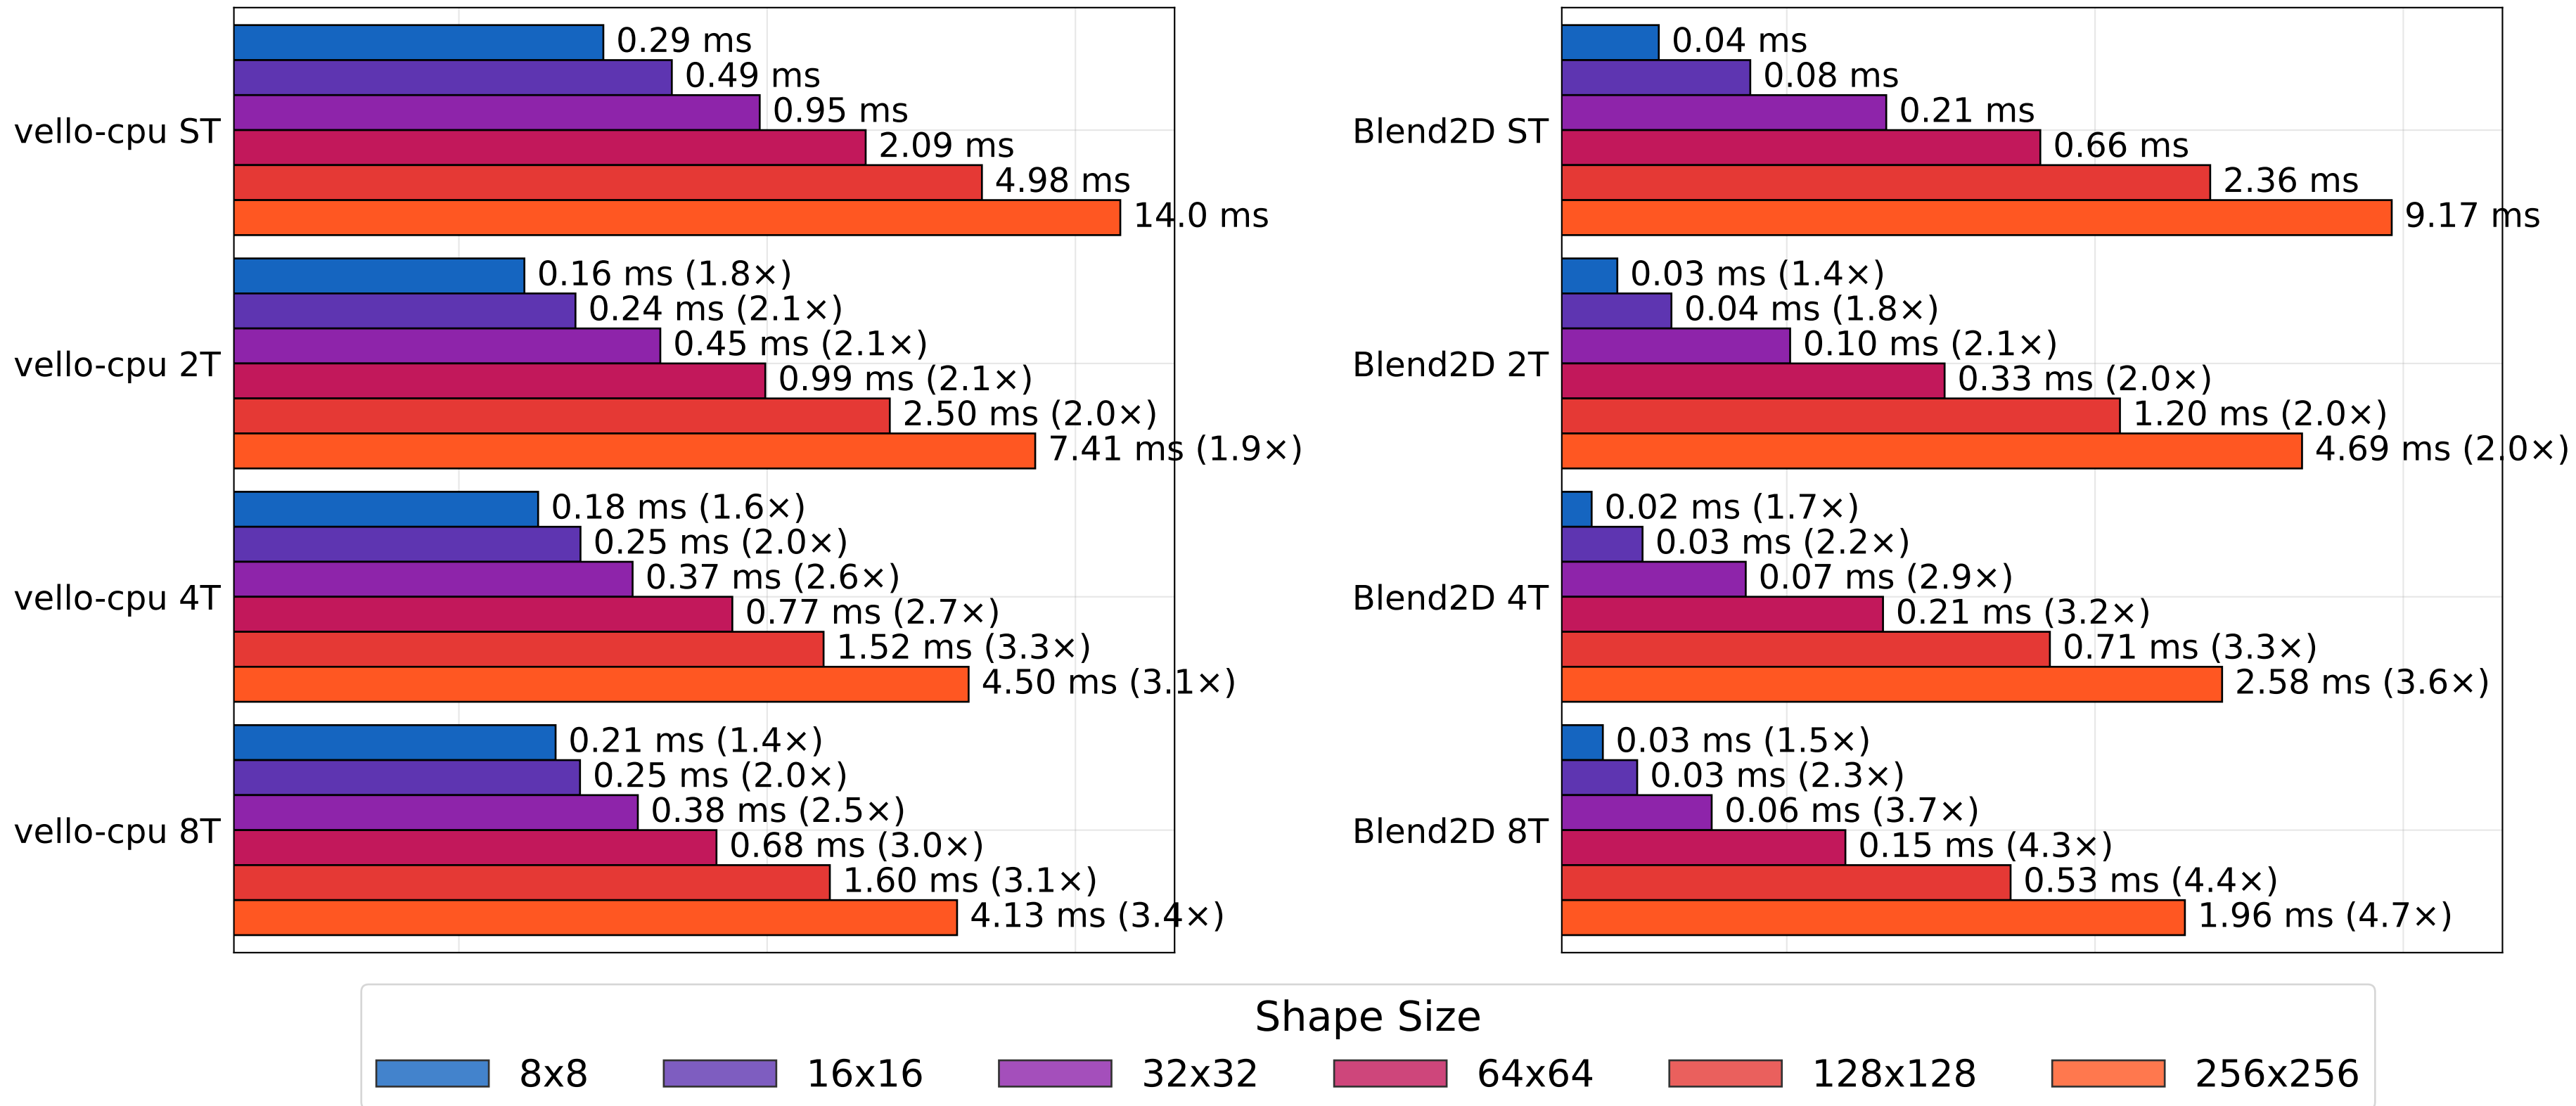 vello-cpu ST
0.29 ms
0.49 ms
0.95 ms
2.09 ms
4.98 ms
14.0 ms
vello-cpu 2T
0.16 ms (1.8×)
0.24 ms (2.1×)
0.45 ms (2.1×)
0.99 ms (2.1×)
2.50 ms (2.0×)
7.41 ms (1.9×)
vello-cpu 4T
0.18 ms (1.6×)
0.25 ms (2.0×)
0.37 ms (2.6×)
0.77 ms (2.7×)
1.52 ms (3.3×)
4.50 ms (3.1×)
vello-cpu 8T
0.21 ms (1.4×)
0.25 ms (2.0×)
0.38 ms (2.5×)
0.68 ms (3.0×)
1.60 ms (3.1×)
4.13 ms (3.4×)
Blend2D ST
0.04 ms
0.08 ms
0.21 ms
0.66 ms
2.36 ms
9.17 ms
Blend2D 2T
0.03 ms (1.4×)
0.04 ms (1.8×)
0.10 ms (2.1×)
0.33 ms (2.0×)
1.20 ms (2.0×)
4.69 ms (2.0×)
Blend2D 4T
0.02 ms (1.7×)
0.03 ms (2.2×)
0.07 ms (2.9×)
0.21 ms (3.2×)
0.71 ms (3.3×)
2.58 ms (3.6×)
Blend2D 8T
0.03 ms (1.5×)
0.03 ms (2.3×)
0.06 ms (3.7×)
0.15 ms (4.3×)
0.53 ms (4.4×)
1.96 ms (4.7×)
Shape Size
8x8 16x16 32x32 64x64 128x128 256x256